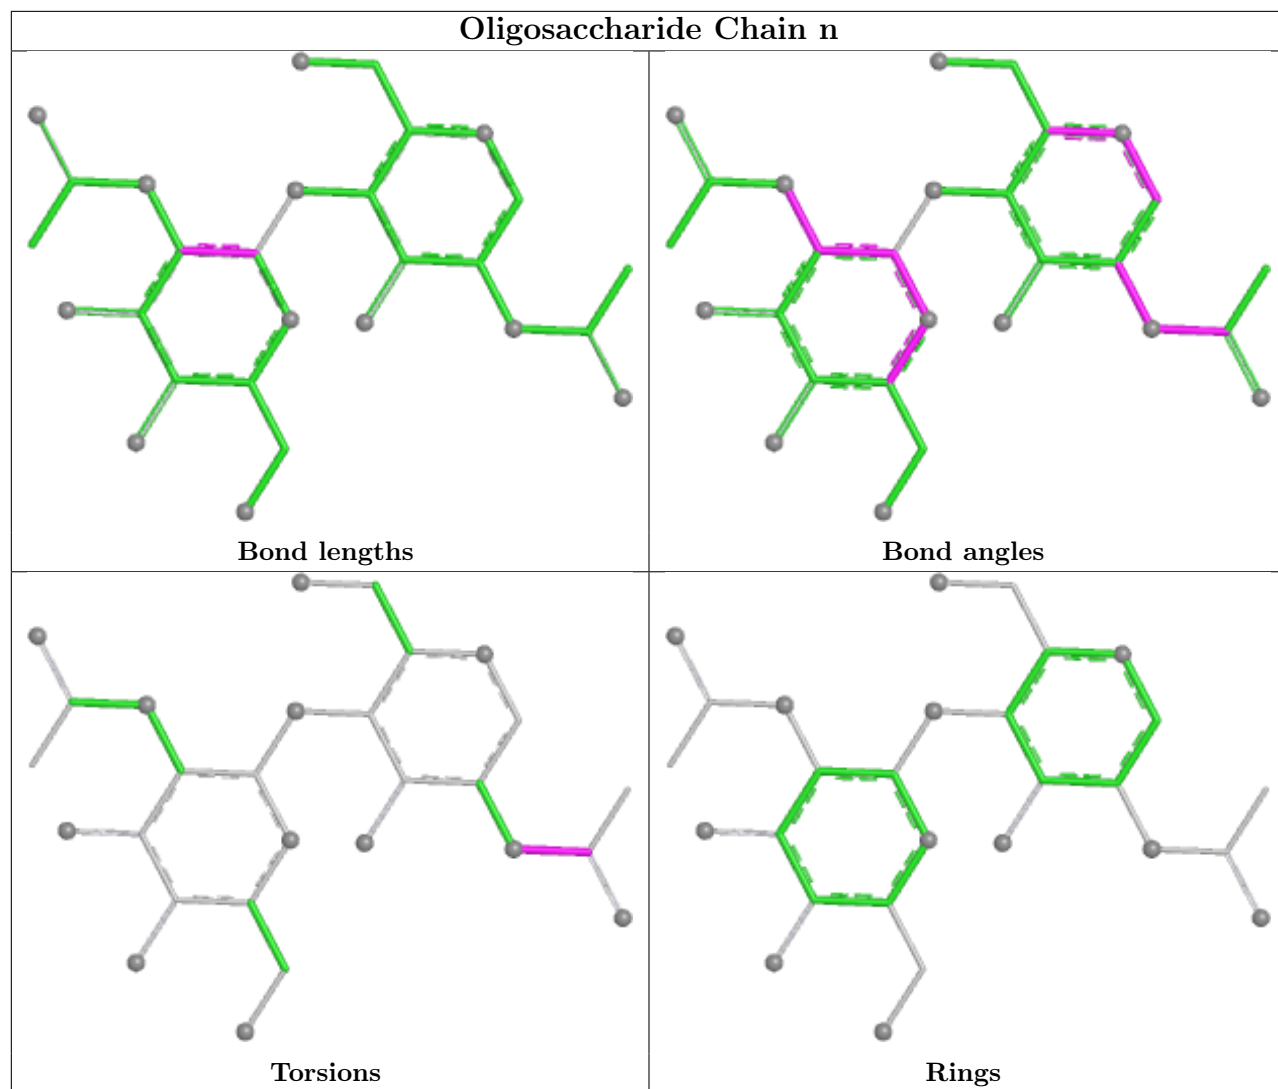 Oligosaccharide Chain n
Bond lengths
Bond angles
Torsions
Rings